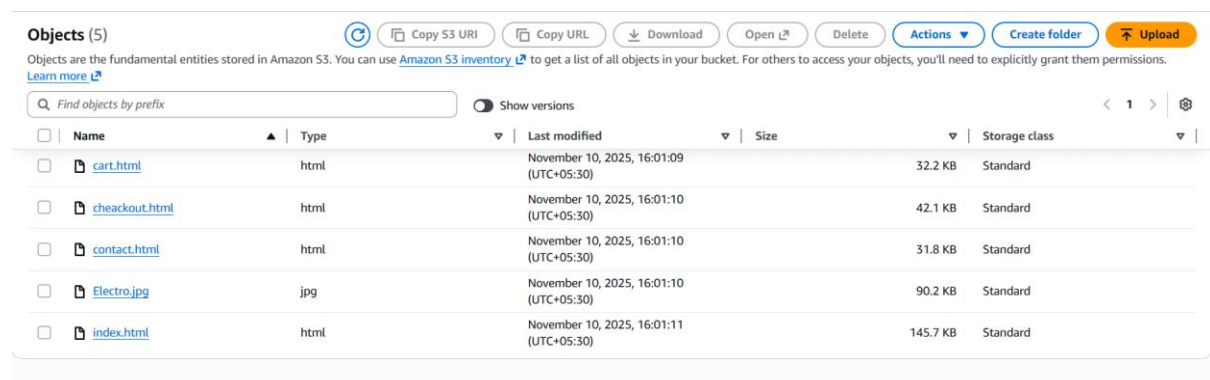 Objects (5)
Copy S3 URI
Copy URL
Download
Open
Delete
Actions
Create folder
Upload
Objects are the fundamental entities stored in Amazon S3. You can use Amazon S3 inventory to get a list of all objects in your bucket. For others to access your objects, you'll need to explicitly grant them permissions.
Learn more
Find objects by prefix
Show versions
1
Name Type Last modified Size Storage class
cart.html html November 10, 2025, 16:01:09 (UTC+05:30) 32.2 KB Standard
cheackout.html html November 10, 2025, 16:01:10 (UTC+05:30) 42.1 KB Standard
contact.html html November 10, 2025, 16:01:10 (UTC+05:30) 31.8 KB Standard
Electro.jpg jpg November 10, 2025, 16:01:10 (UTC+05:30) 90.2 KB Standard
index.html html November 10, 2025, 16:01:11 (UTC+05:30) 145.7 KB Standard